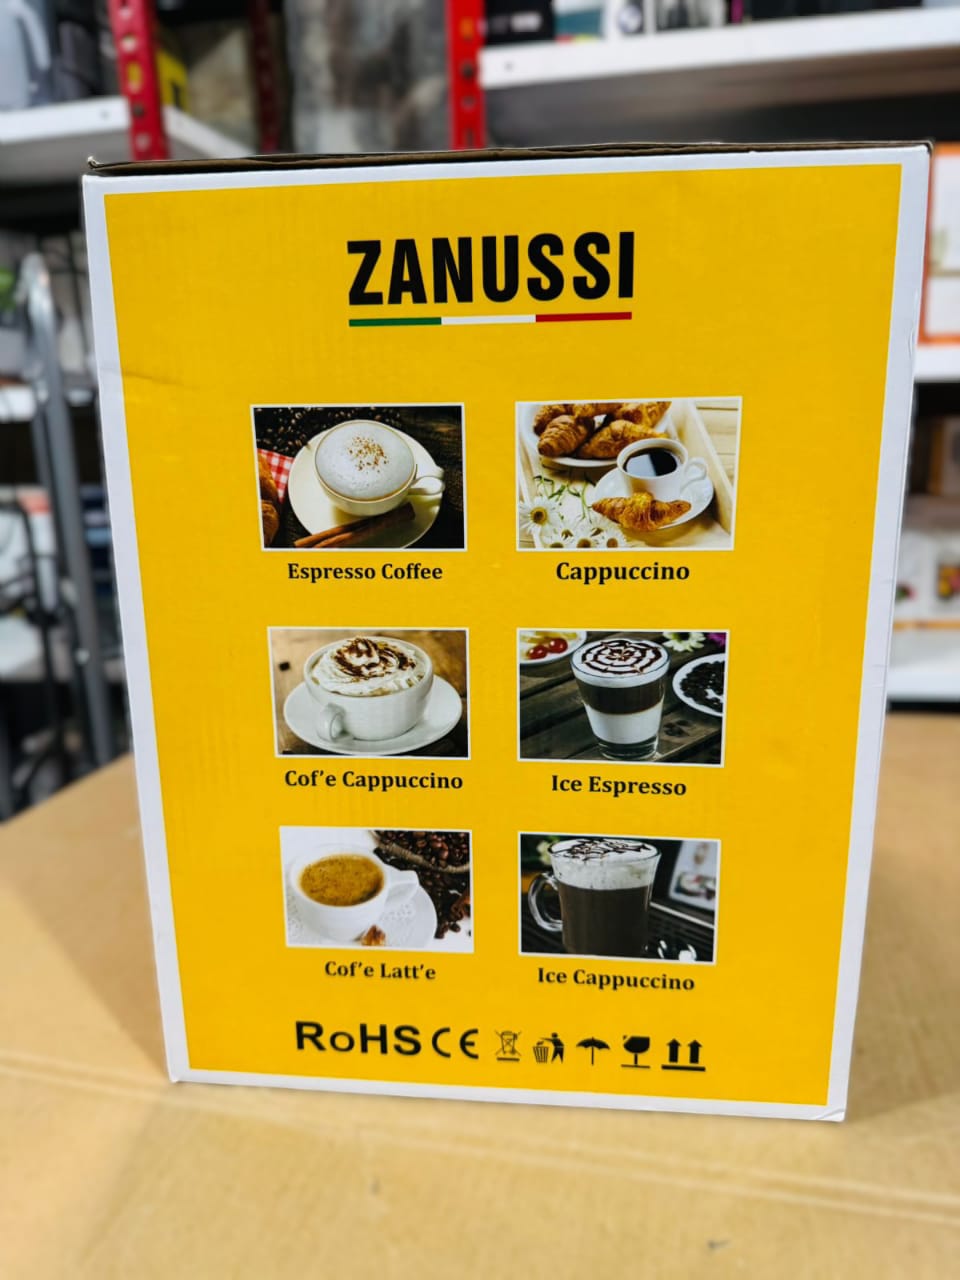 ZANUSSI
Espresso Coffee
Cappuccino
Cof'e Cappuccino
Ice Espresso
Cof'e Latt'e
Ice Cappuccino
RoHS CE